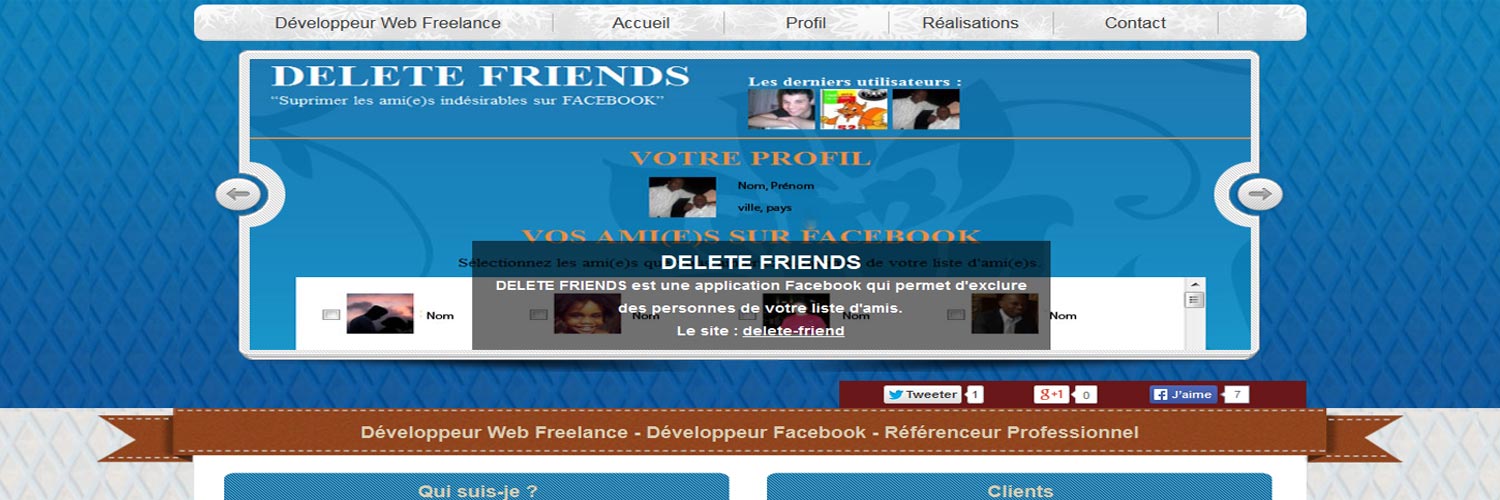 Développeur Web Freelance Accueil Profil Réalisations Contact
DELETE FRIENDS
“Suprimer les ami(e)s indésirables sur FACEBOOK”
Les derniers utilisateurs :
52
VOTRE PROFIL
Nom, Prénom
ville, pays
VOS AMI(E)S SUR FACEBOOK
Sélectionnez les ami(e)s de votre liste d'ami(e)s.
Nom Nom Nom Nom
DELETE FRIENDS
DELETE FRIENDS est une application Facebook qui permet d'exclure
des personnes de votre liste d'amis.
Le site : delete-friend
Tweeter 1 g+1 0 J'aime 7
Développeur Web Freelance - Développeur Facebook - Référenceur Professionnel
Qui suis-je ? Clients